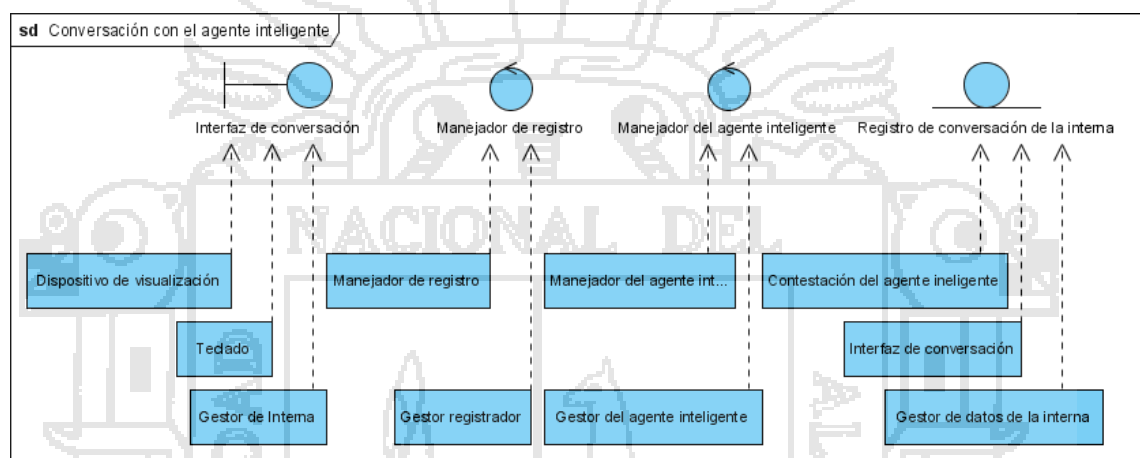 sd Conversación con el agente inteligente
Interfaz de conversación
Manejador de registro
Manejador del agente inteligente
Registro de conversación de la interna
NACIONAL DEL
Dispositivo de visualización
Manejador de registro
Manejador del agente int...
Contestación del agente ineligente
Teclado
Interfaz de conversación
Gestor de Interna
Gestor registrador
Gestor del agente inteligente
Gestor de datos de la interna